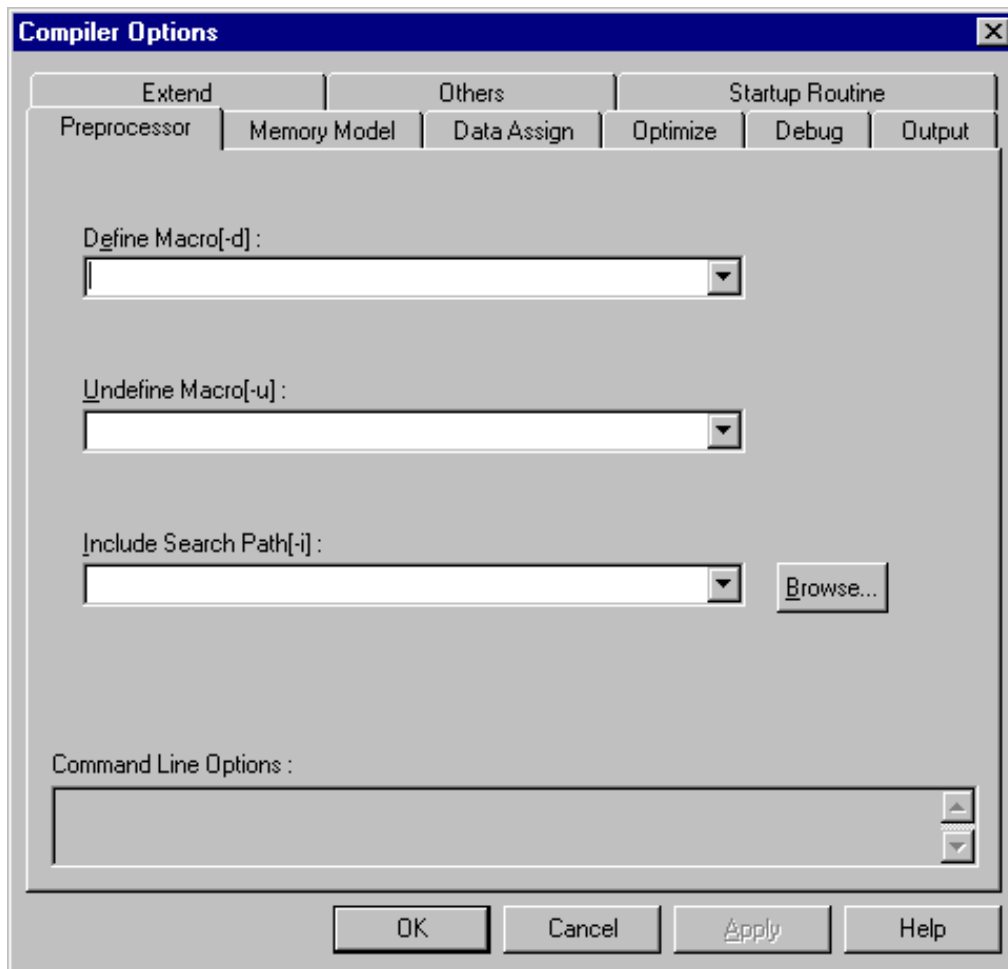 Compiler Options
Extend Others Startup Routine
Preprocessor Memory Model Data Assign Optimize Debug Output
Define Macro[-d] :
Undefine Macro[-u] :
Include Search Path[-i] :
Browse...
Command Line Options :
OK Cancel Apply Help